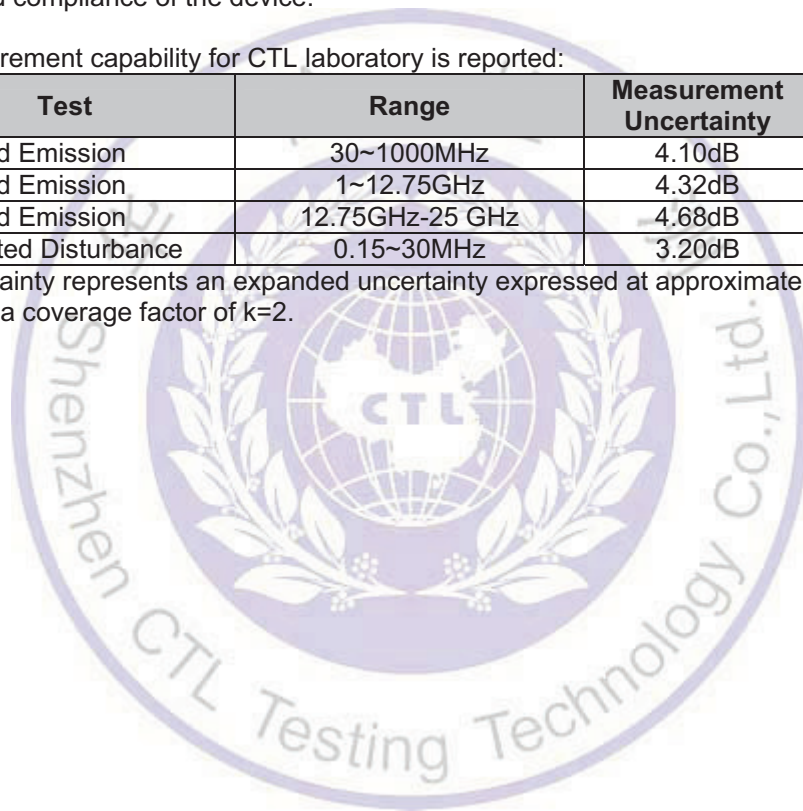 compliance of the device.
rement capability for CTL laboratory is reported:
Test Range Measurement Uncertainty
d Emission 30~1000MHz 4.10dB
d Emission 1~12.75GHz 4.32dB
d Emission 12.75GHz-25 GHz 4.68dB
ted Disturbance 0.15~30MHz 3.20dB
ainty represents an expanded uncertainty expressed at approximate
a coverage factor of k=2.
CTL
Shenzhen CTL Testing Technology Co.,Ltd.